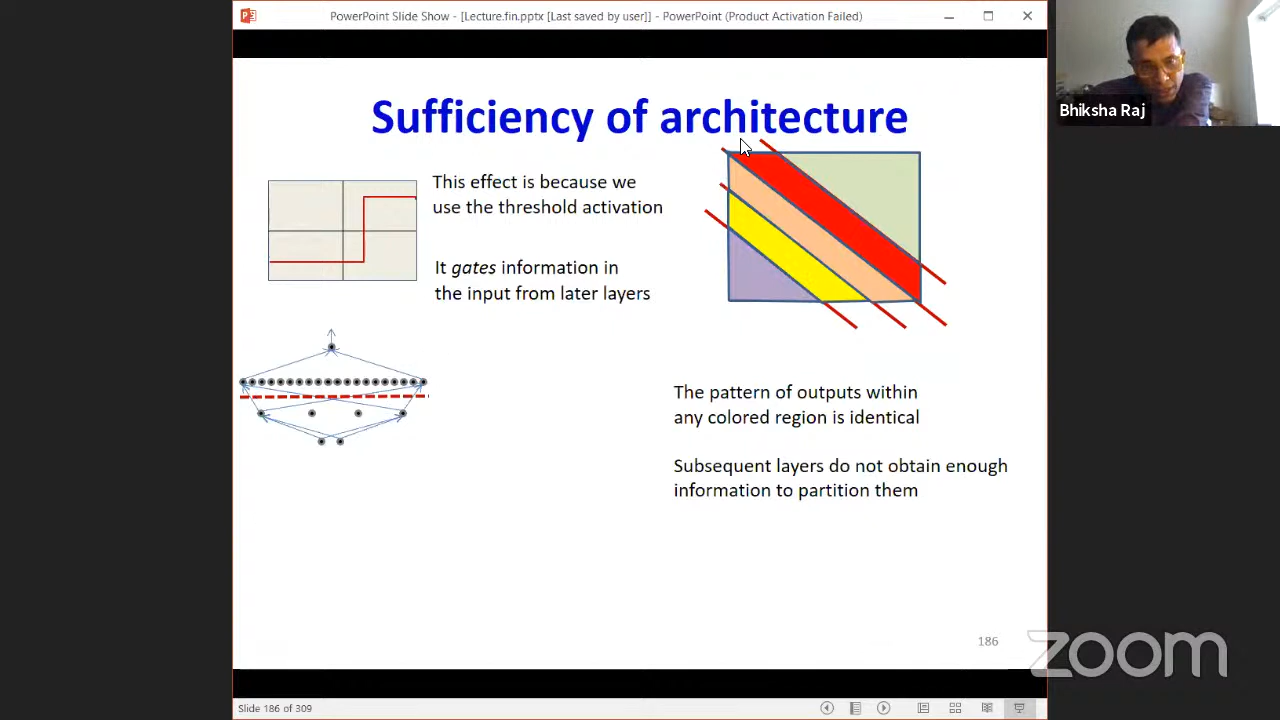 PowerPoint Slide Show - [Lecture.fin.pptx [Last saved by user]] - PowerPoint (Product Activation Failed)
Bhiksha Raj
Sufficiency of architecture
This effect is because we
use the threshold activation
It gates information in
the input from later layers
The pattern of outputs within
any colored region is identical
Subsequent layers do not obtain enough
information to partition them
186
zoom
Slide 186 of 309